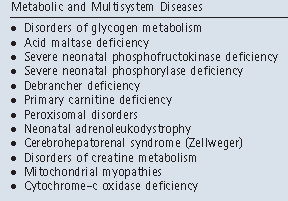 Metabolic and Multisystem Diseases
• Disorders of glycogen metabolism
• Acid maltase deficiency
• Severe neonatal phosphofructokinase deficiency
• Severe neonatal phosphorylase deficiency
• Debrancher deficiency
• Primary carnitine deficiency
• Peroxisomal disorders
• Neonatal adrenoleukodystrophy
• Cerebrohepatorenal syndrome (Zellweger)
• Disorders of creatine metabolism
• Mitochondrial myopathies
• Cytochrome–c oxidase deficiency